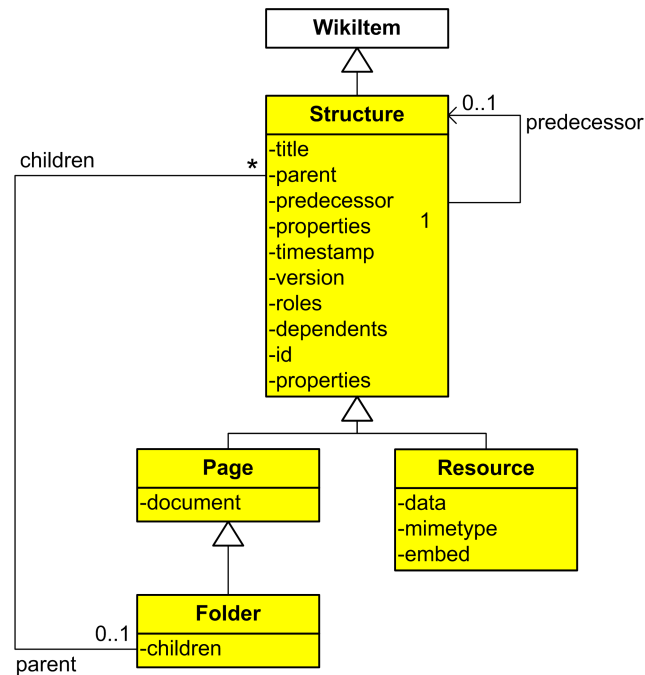 WikiItem
Structure
0..1
predecessor
children
*
-title
-parent
-predecessor
-properties
1
-timestamp
-version
-roles
-dependents
-id
-properties
Page
-document
Resource
-data
-mimetype
-embed
Folder
-children
0..1
parent